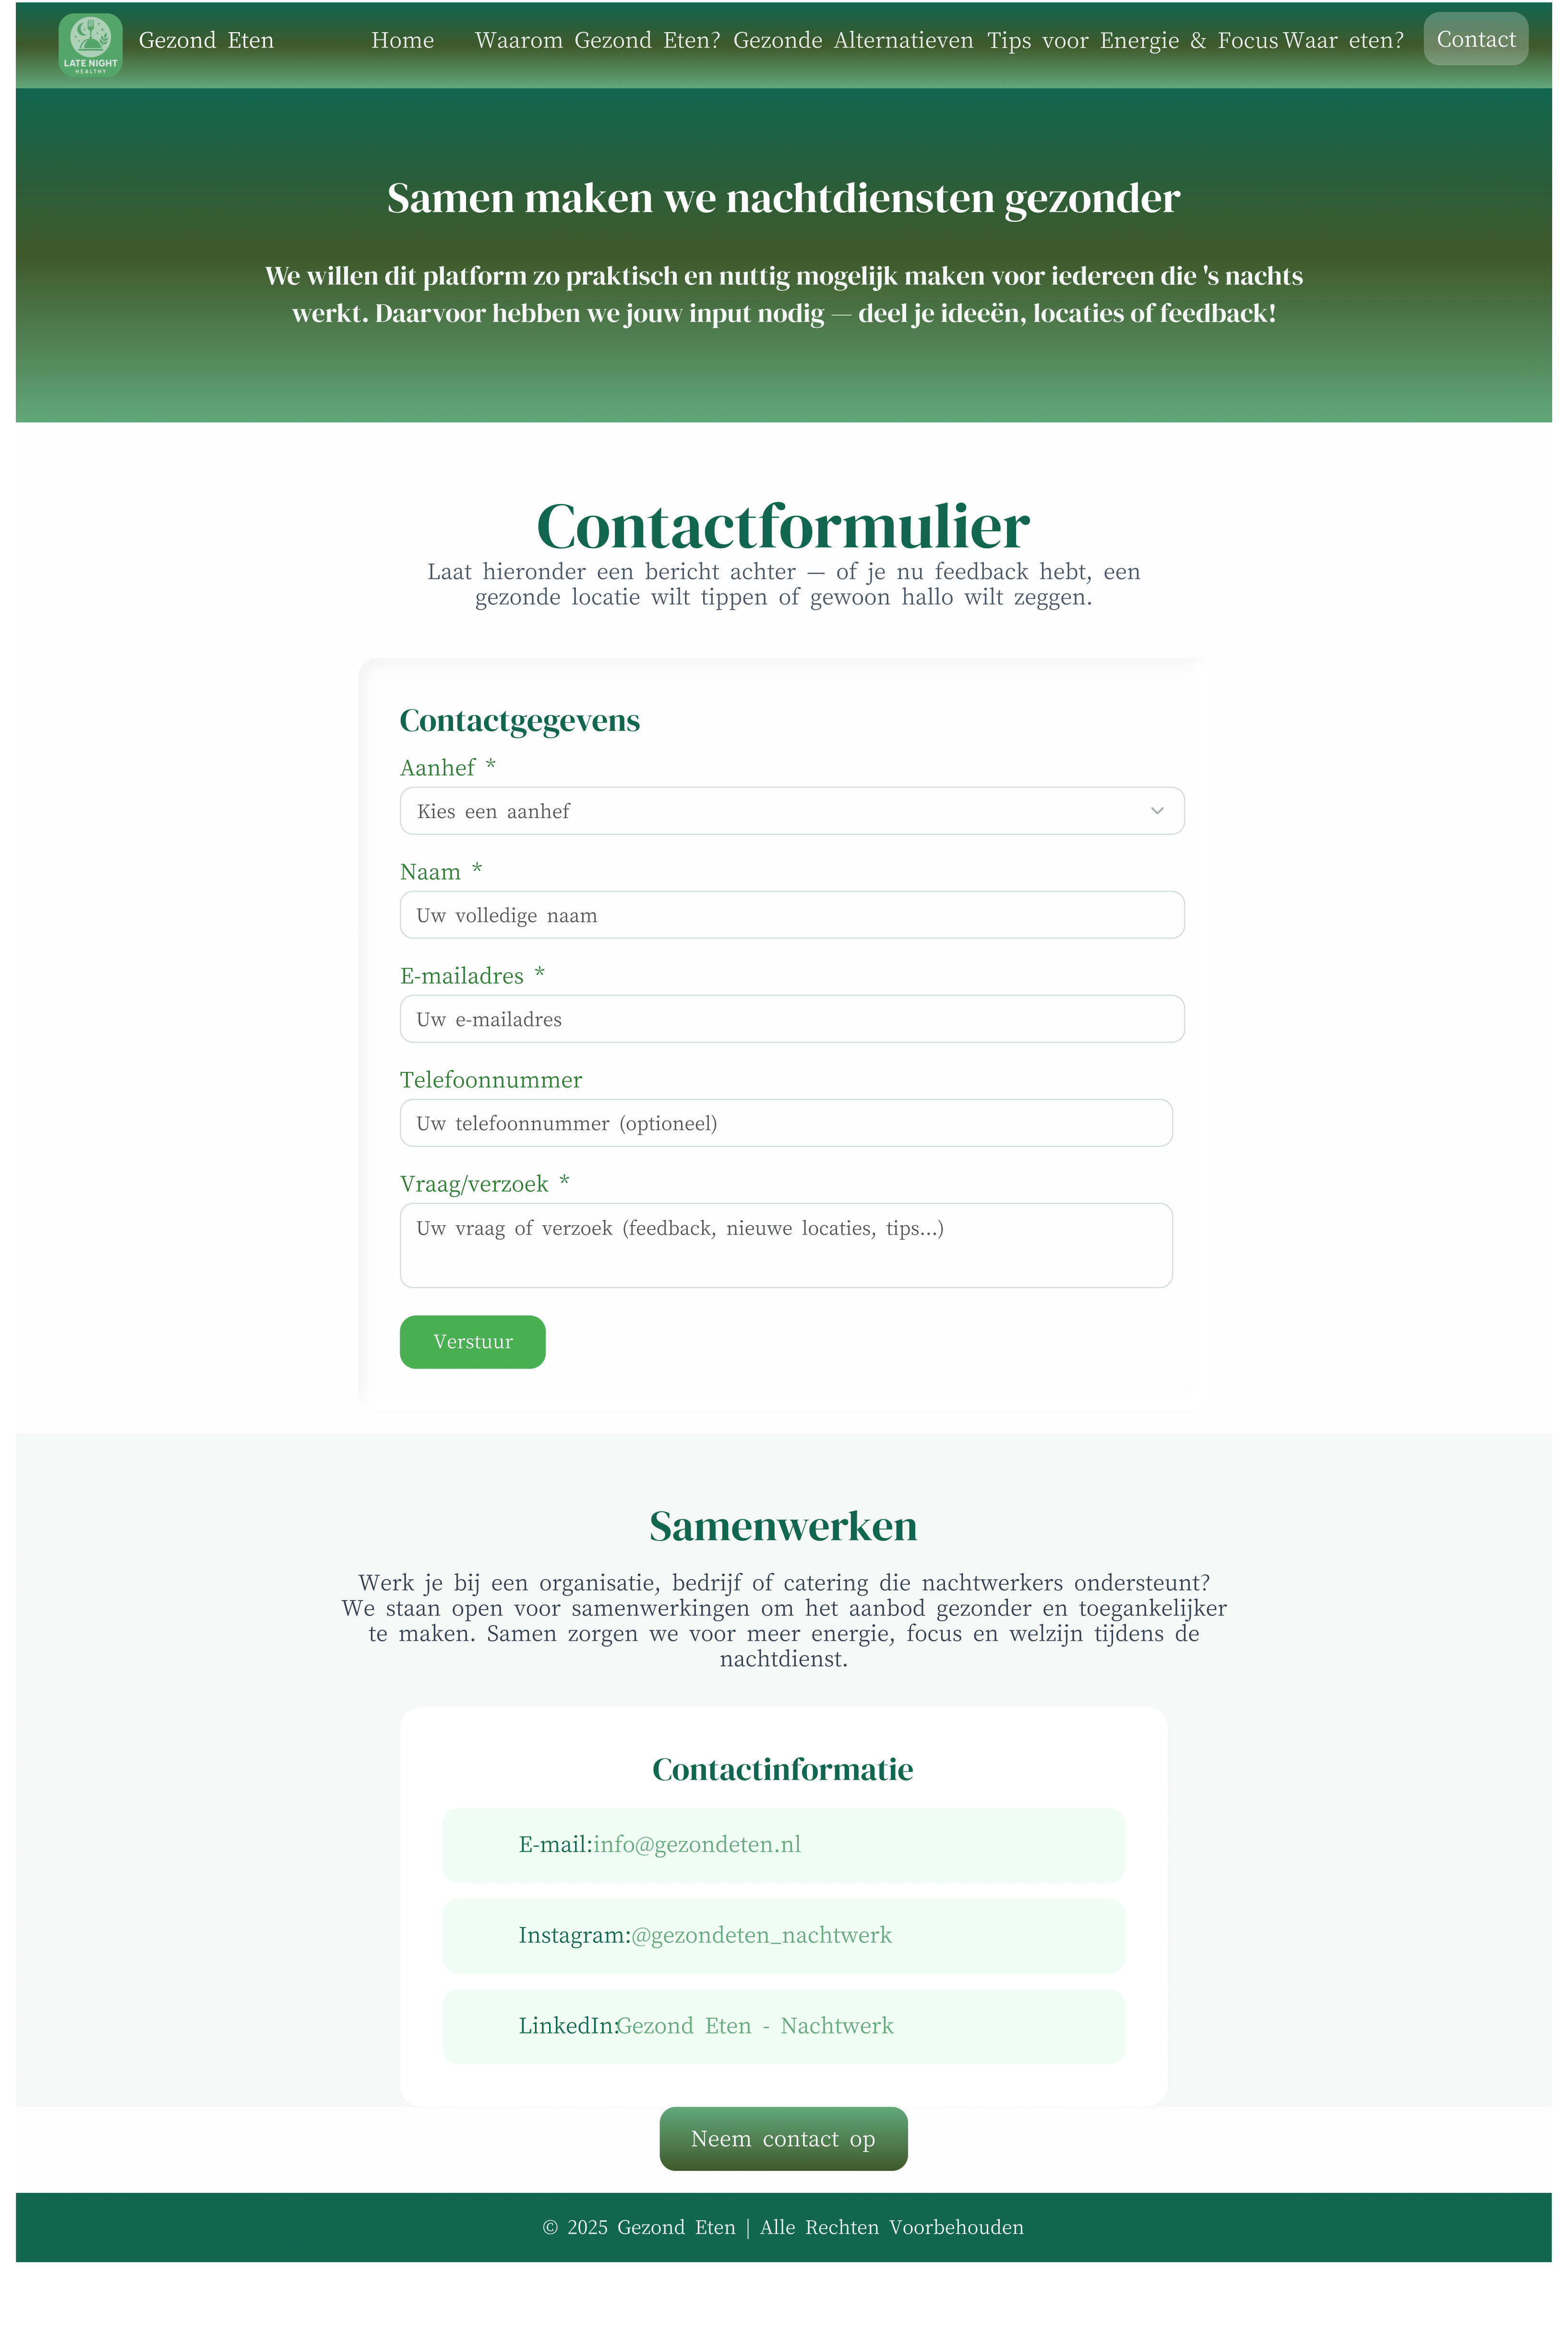 LATE NIGHT
HEALTHY
Gezond Eten
Home
Waarom Gezond Eten?
Gezonde Alternatieven
Tips voor Energie & Focus
Waar eten?
Contact
Samen maken we nachtdiensten gezonder
We willen dit platform zo praktisch en nuttig mogelijk maken voor iedereen die 's nachts
werkt. Daarvoor hebben we jouw input nodig — deel je ideeën, locaties of feedback!
Contactformulier
Laat hieronder een bericht achter — of je nu feedback hebt, een
gezonde locatie wilt tippen of gewoon hallo wilt zeggen.
Contactgegevens
Aanhef *
Kies een aanhef
Naam *
Uw volledige naam
E-mailadres *
Uw e-mailadres
Telefoonnummer
Uw telefoonnummer (optioneel)
Vraag/verzoek *
Uw vraag of verzoek (feedback, nieuwe locaties, tips...)
Verstuur
Samenwerken
Werk je bij een organisatie, bedrijf of catering die nachtwerkers ondersteunt?
We staan open voor samenwerkingen om het aanbod gezonder en toegankelijker
te maken. Samen zorgen we voor meer energie, focus en welzijn tijdens de
nachtdienst.
Contactinformatie
E-mail: info@gezondeten.nl
Instagram: @gezondeten_nachtwerk
LinkedIn: Gezond Eten - Nachtwerk
Neem contact op
© 2025 Gezond Eten | Alle Rechten Voorbehouden